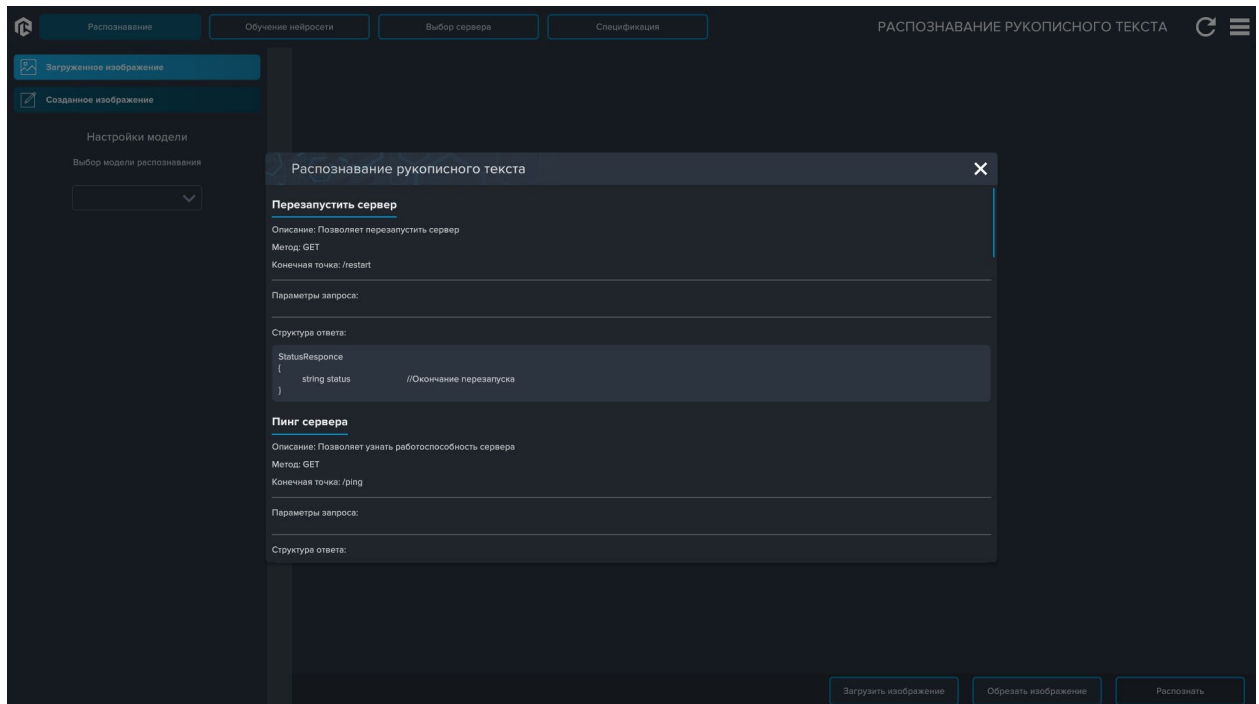 Распознавание
Обучение нейросети
Выбор сервера
Спецификация
РАСПОЗНАВАНИЕ РУКОПИСНОГО ТЕКСТА
Загруженное изображение
Созданное изображение
Настройки модели
Выбор модели распознавания
Распознавание рукописного текста
Перезапустить сервер
Описание: Позволяет перезапустить сервер
Метод: GET
Конечная точка: /restart
Параметры запроса:
Структура ответа:
StatusResponce
{
string status //Окончание перезапуска
}
Пинг сервера
Описание: Позволяет узнать работоспособность сервера
Метод: GET
Конечная точка: /ping
Параметры запроса:
Структура ответа:
Загрузить изображение
Обрезать изображение
Распознать